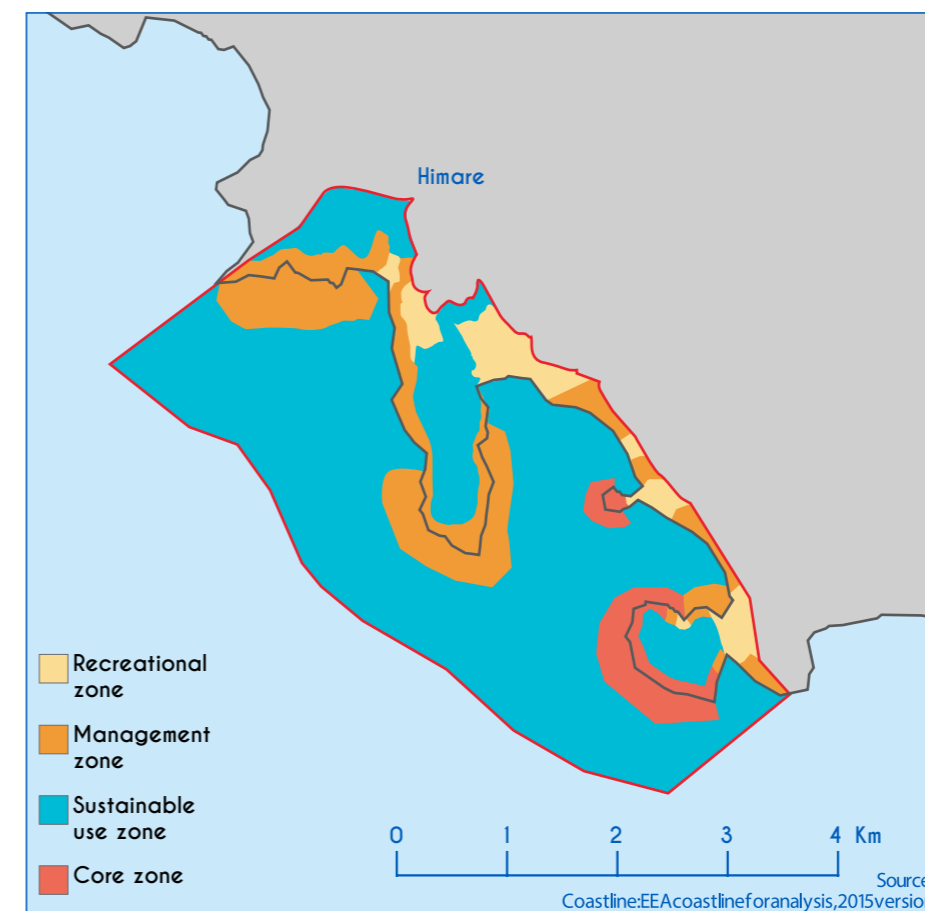 Himare
Recreational
zone
Management
zone
Sustainable
use zone
Core zone
0 1 2 3 4 Km
Source
Coastline:EEAcoastlineforanalysis,2015version